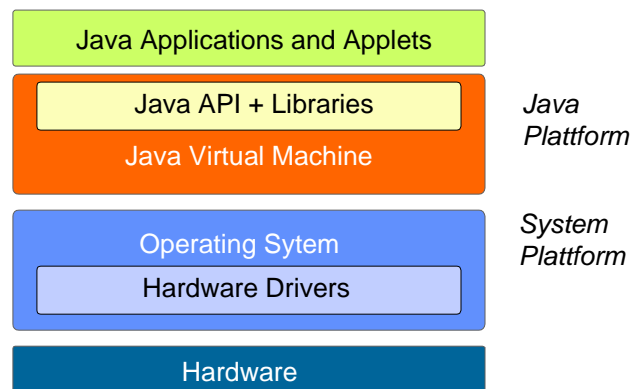 Java Applications and Applets
Java API + Libraries
Java Virtual Machine
Java
Plattform
Operating Sytem
Hardware Drivers
System
Plattform
Hardware